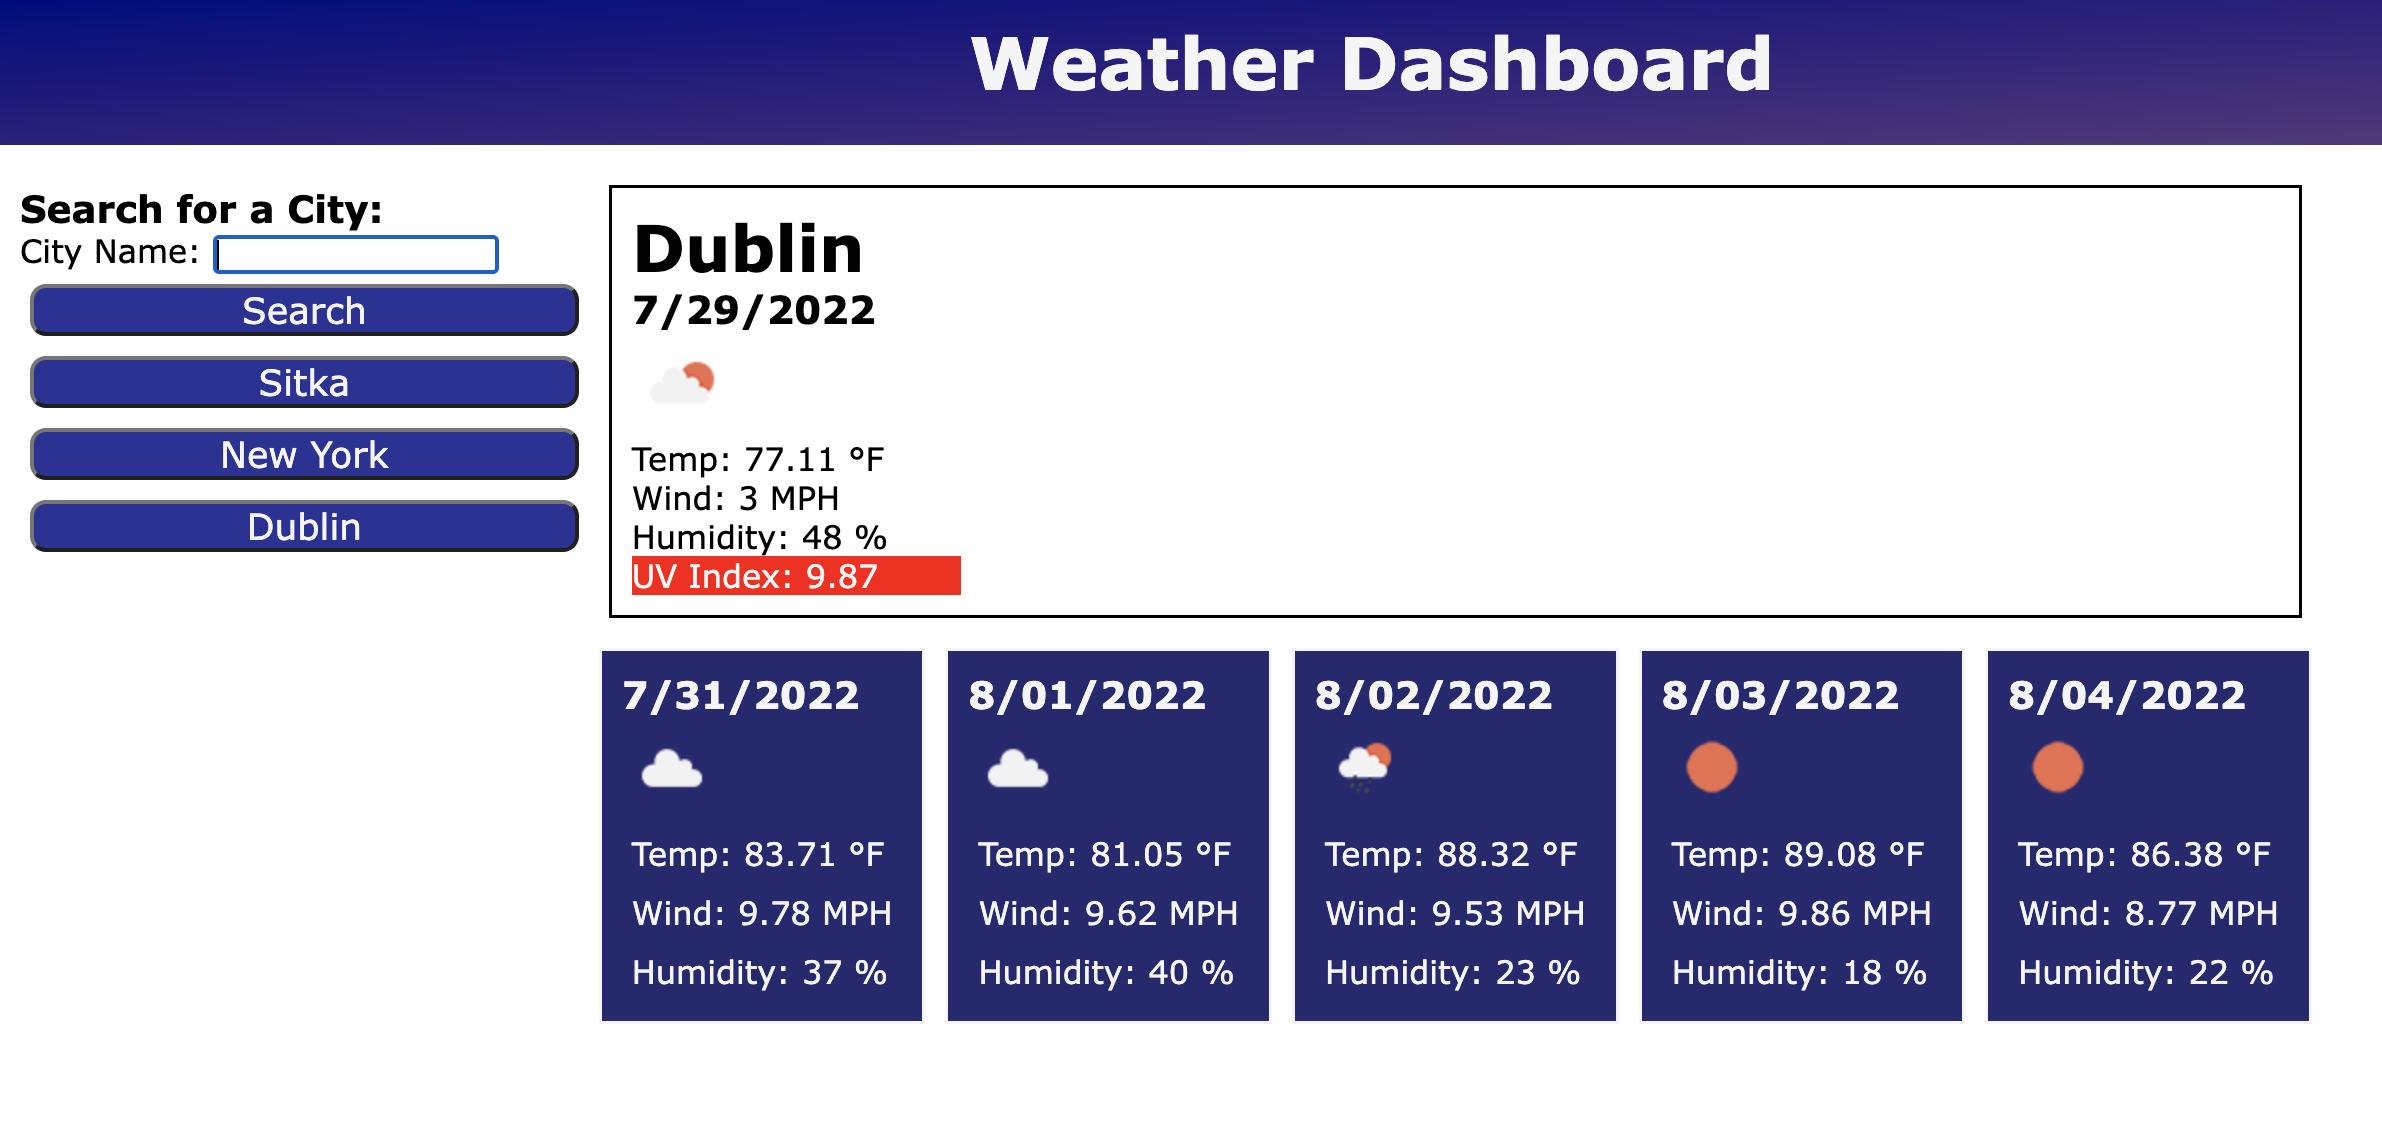 Weather Dashboard
Search for a City:
City Name:
Search
Sitka
New York
Dublin
Dublin
7/29/2022
Temp: 77.11 °F
Wind: 3 MPH
Humidity: 48 %
UV Index: 9.87
7/31/2022
Temp: 83.71 °F
Wind: 9.78 MPH
Humidity: 37 %
8/01/2022
Temp: 81.05 °F
Wind: 9.62 MPH
Humidity: 40 %
8/02/2022
Temp: 88.32 °F
Wind: 9.53 MPH
Humidity: 23 %
8/03/2022
Temp: 89.08 °F
Wind: 9.86 MPH
Humidity: 18 %
8/04/2022
Temp: 86.38 °F
Wind: 8.77 MPH
Humidity: 22 %